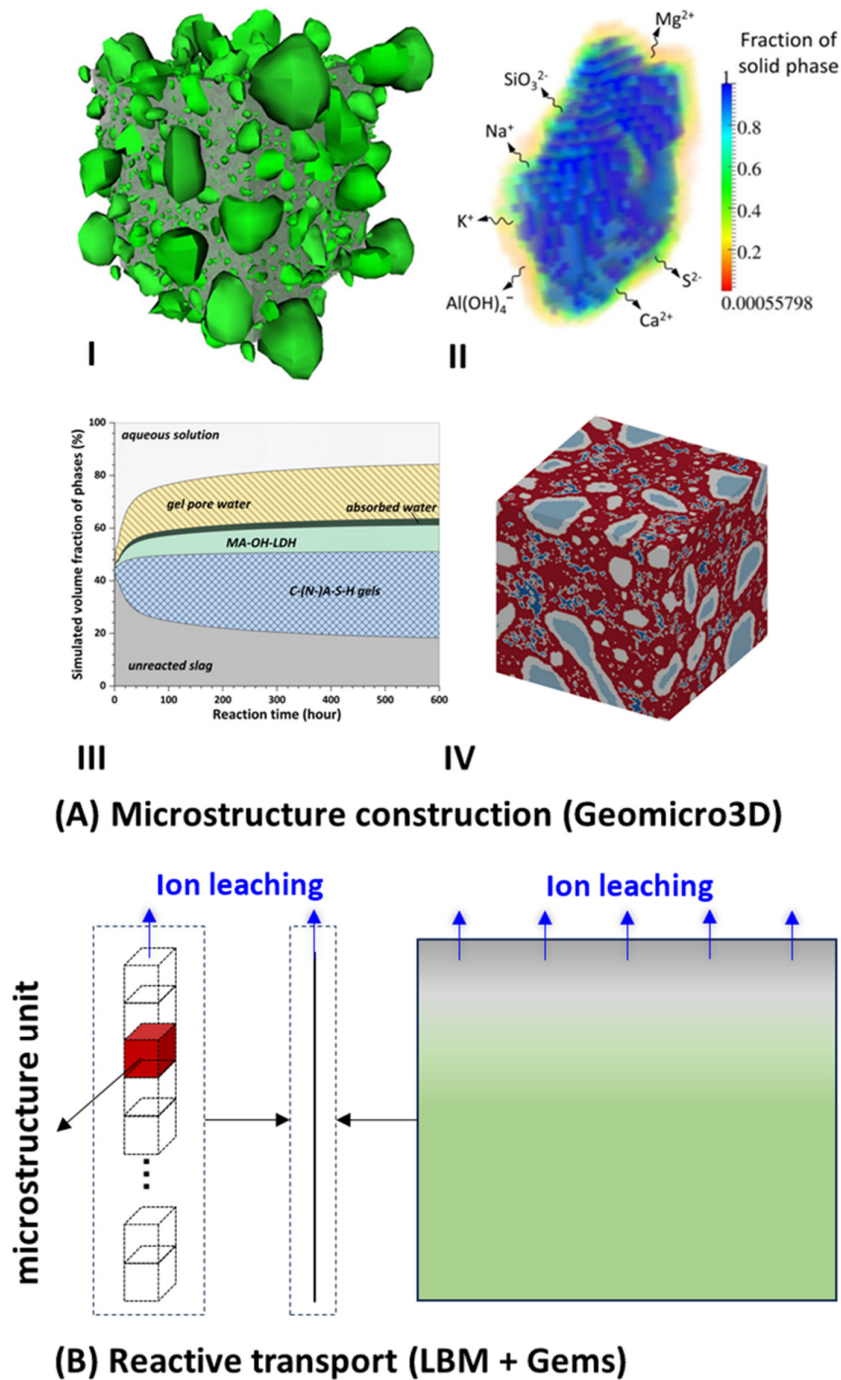 Mg²⁺
Fraction of
solid phase
SiO₃²⁻
1
0.8
Na⁺
0.6
K⁺
0.4
0.2
Al(OH)₄⁻
S²⁻
Ca²⁺
0.00055798
I
II
Simulated volume fraction of phases (%)
100
80
60
40
20
0
aqueous solution
gel pore water
absorbed water
MA-OH-LDH
C-(N-)A-S-H gels
unreacted slag
0 100 200 300 400 500 600
Reaction time (hour)
III
IV
(A) Microstructure construction (Geomicro3D)
Ion leaching
Ion leaching
microstructure unit
...
(B) Reactive transport (LBM + Gems)